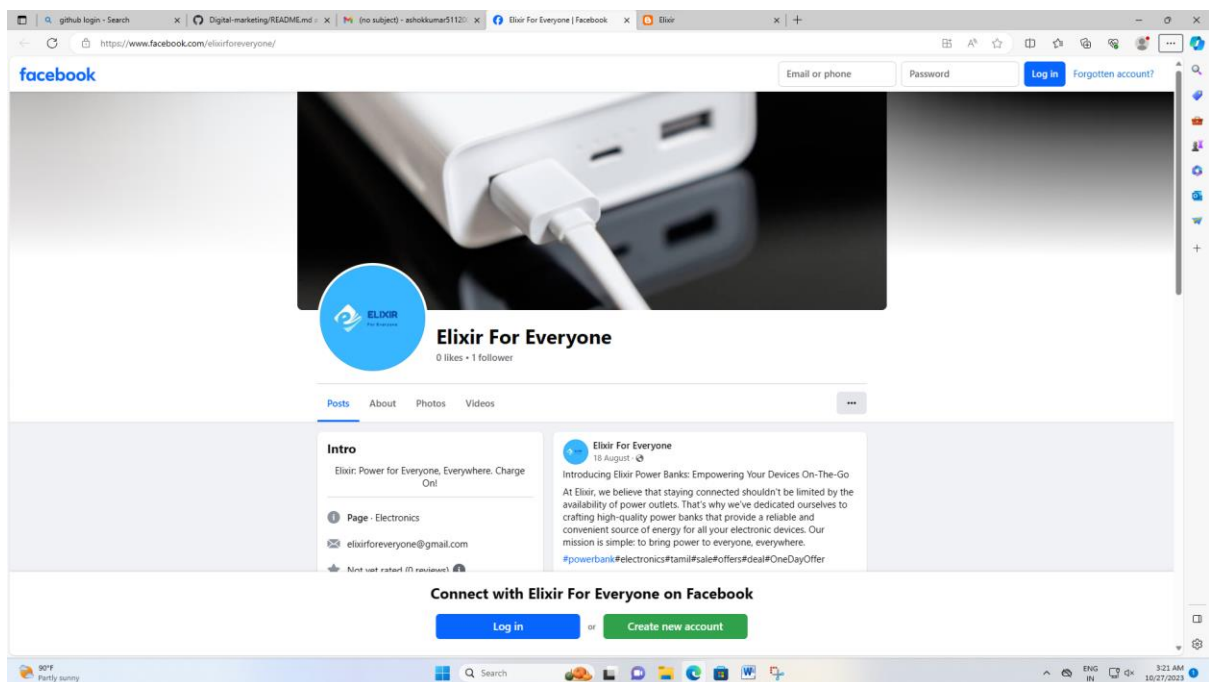 github login - Search
Digital-marketing/README.md
(no subject) - ashokkumar51120
Elixir For Everyone | Facebook
Elixir
https://www.facebook.com/elixirforeveryone/
facebook
Email or phone
Password
Log in
Forgotten account?
ELIXIR
For Everyone
Elixir For Everyone
0 likes • 1 follower
Posts
About
Photos
Videos
Intro
Elixir: Power for Everyone, Everywhere. Charge
On!
Page · Electronics
elixirforeveryone@gmail.com
Not yet rated (0 reviews)
Elixir For Everyone
18 August ·
Introducing Elixir Power Banks: Empowering Your Devices On-The-Go
At Elixir, we believe that staying connected shouldn't be limited by the
availability of power outlets. That's why we've dedicated ourselves to
crafting high-quality power banks that provide a reliable and
convenient source of energy for all your electronic devices. Our
mission is simple: to bring power to everyone, everywhere.
#powerbank#electronics#tamil#sale#offers#deal#OneDayOffer
Connect with Elixir For Everyone on Facebook
Log in
or
Create new account
90°F
Partly sunny
Search
ENG
IN
3:21 AM
10/27/2023